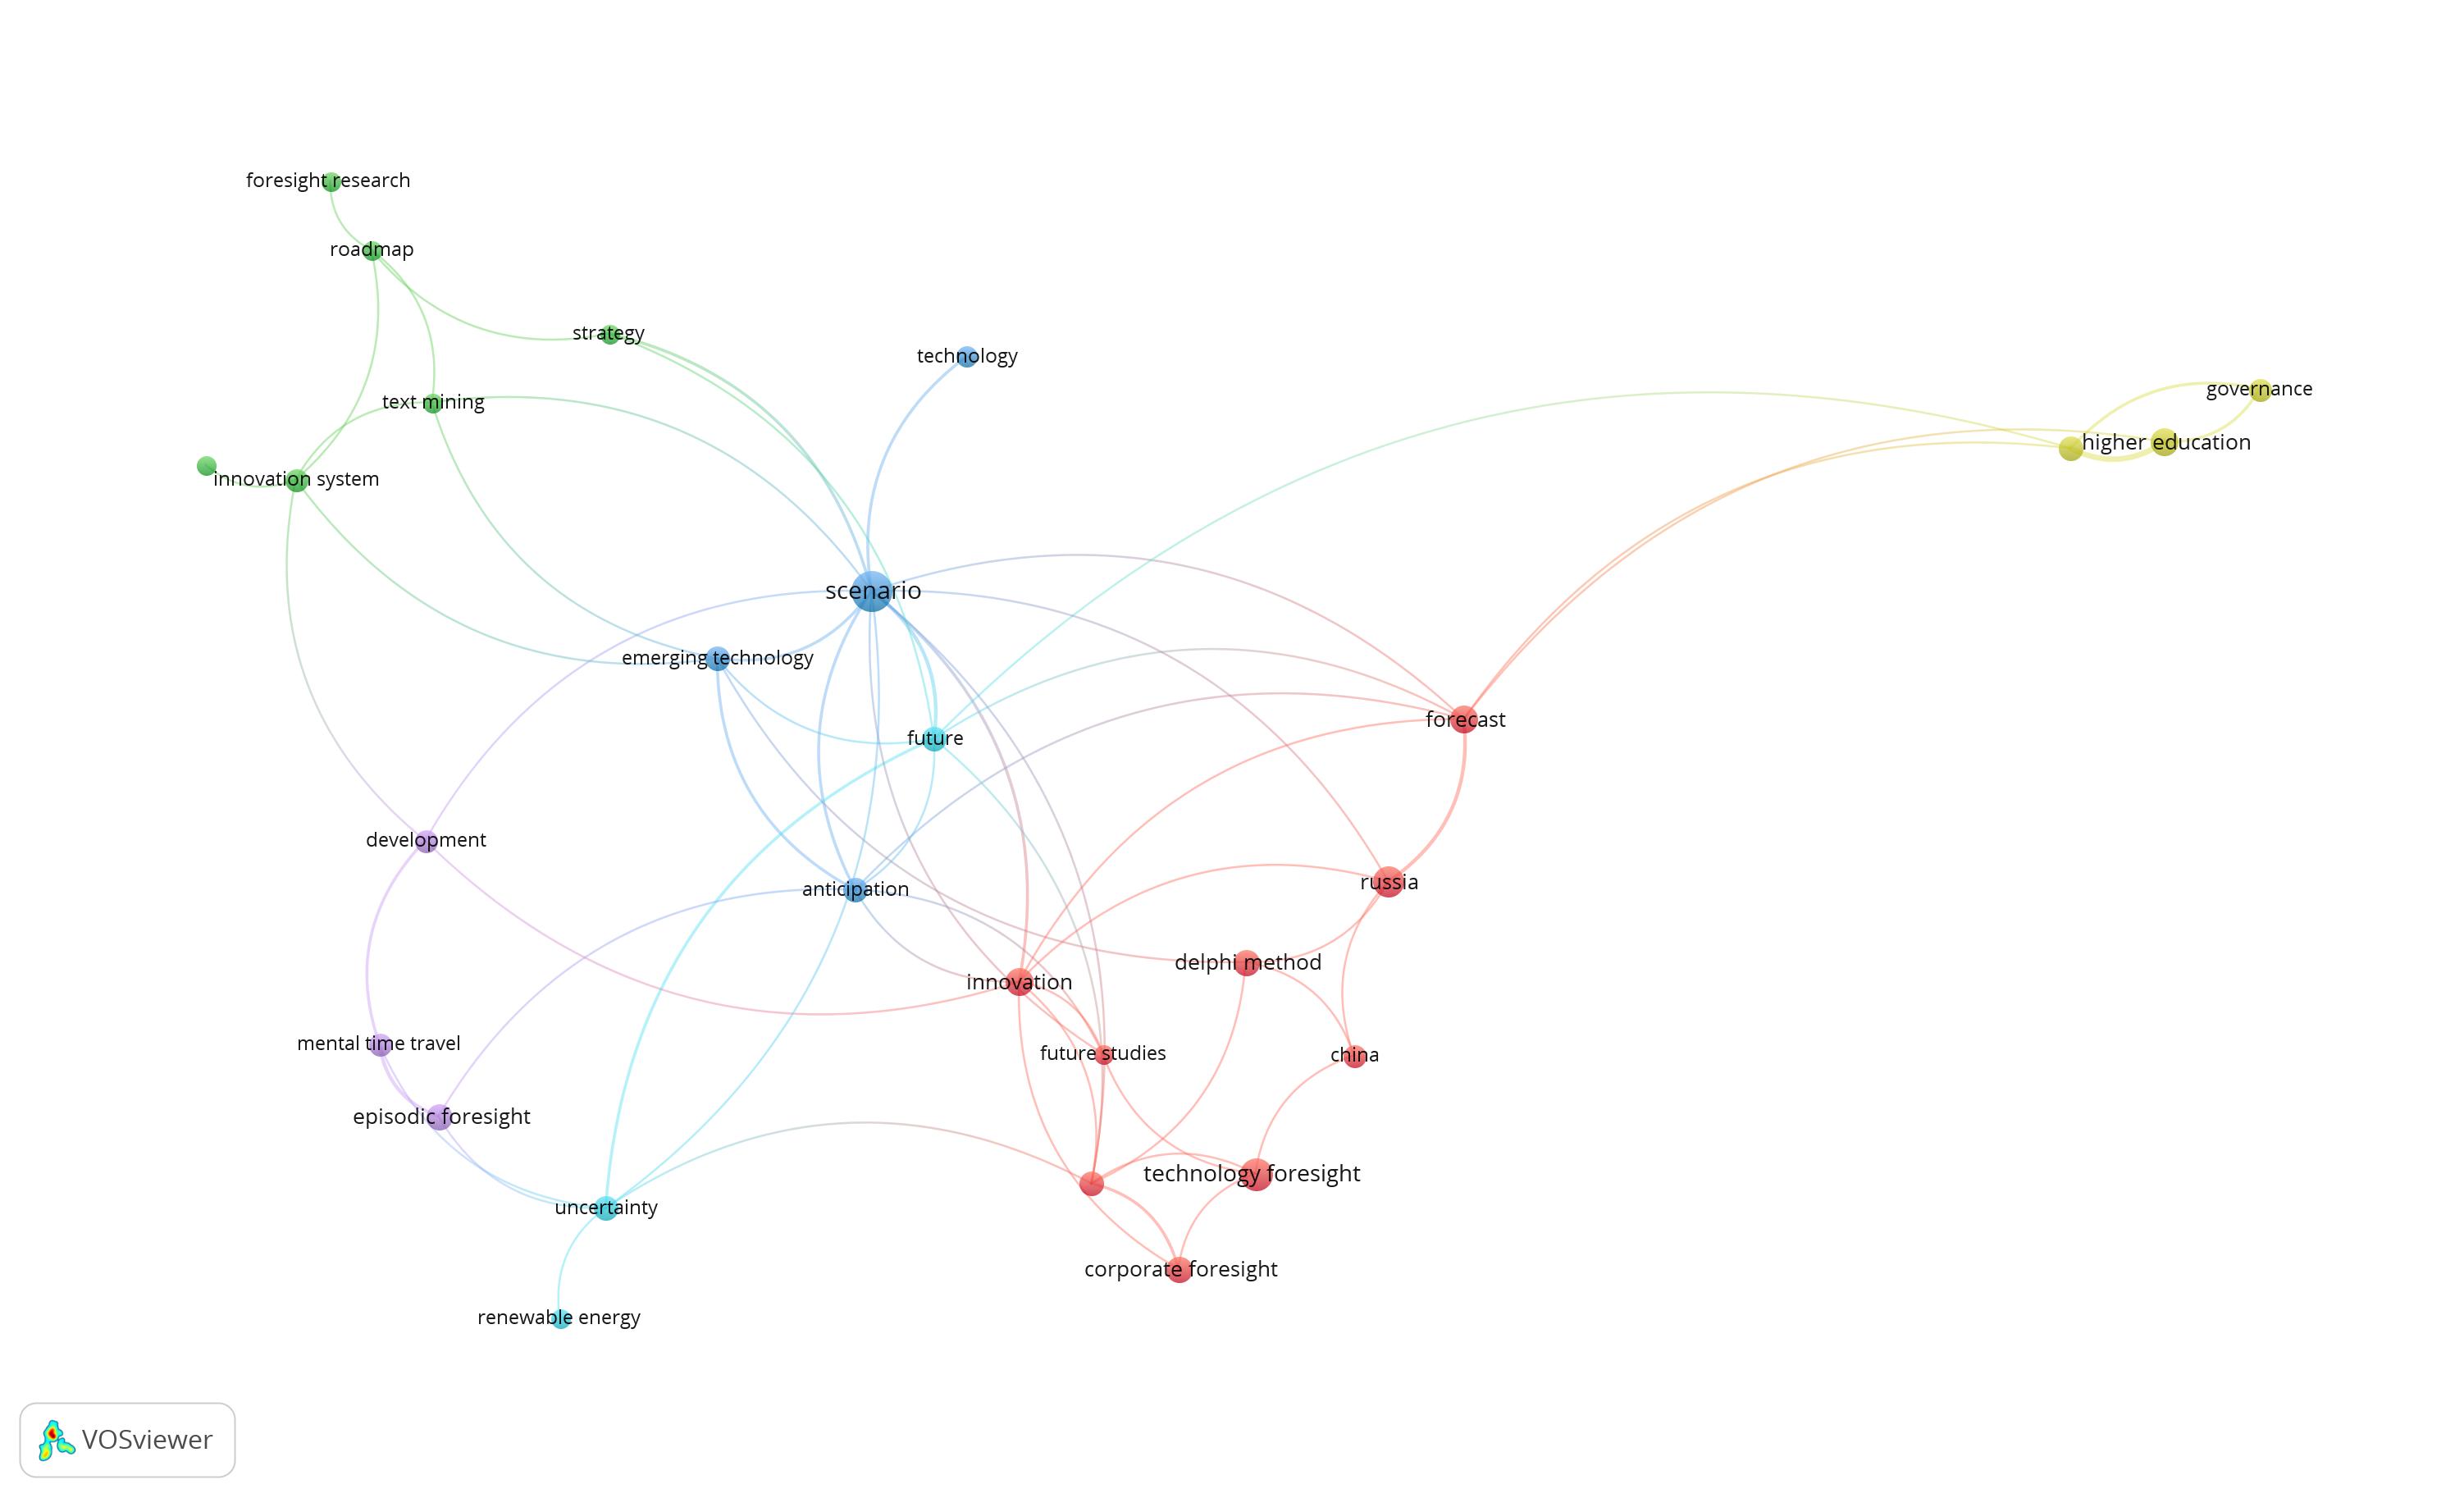 foresight research
roadmap
strategy
technology
governance
text mining
higher education
innovation system
scenario
emerging technology
forecast
future
development
russia
anticipation
delphi method
innovation
mental time travel
future studies
china
episodic foresight
technology foresight
uncertainty
corporate foresight
renewable energy
VOSviewer